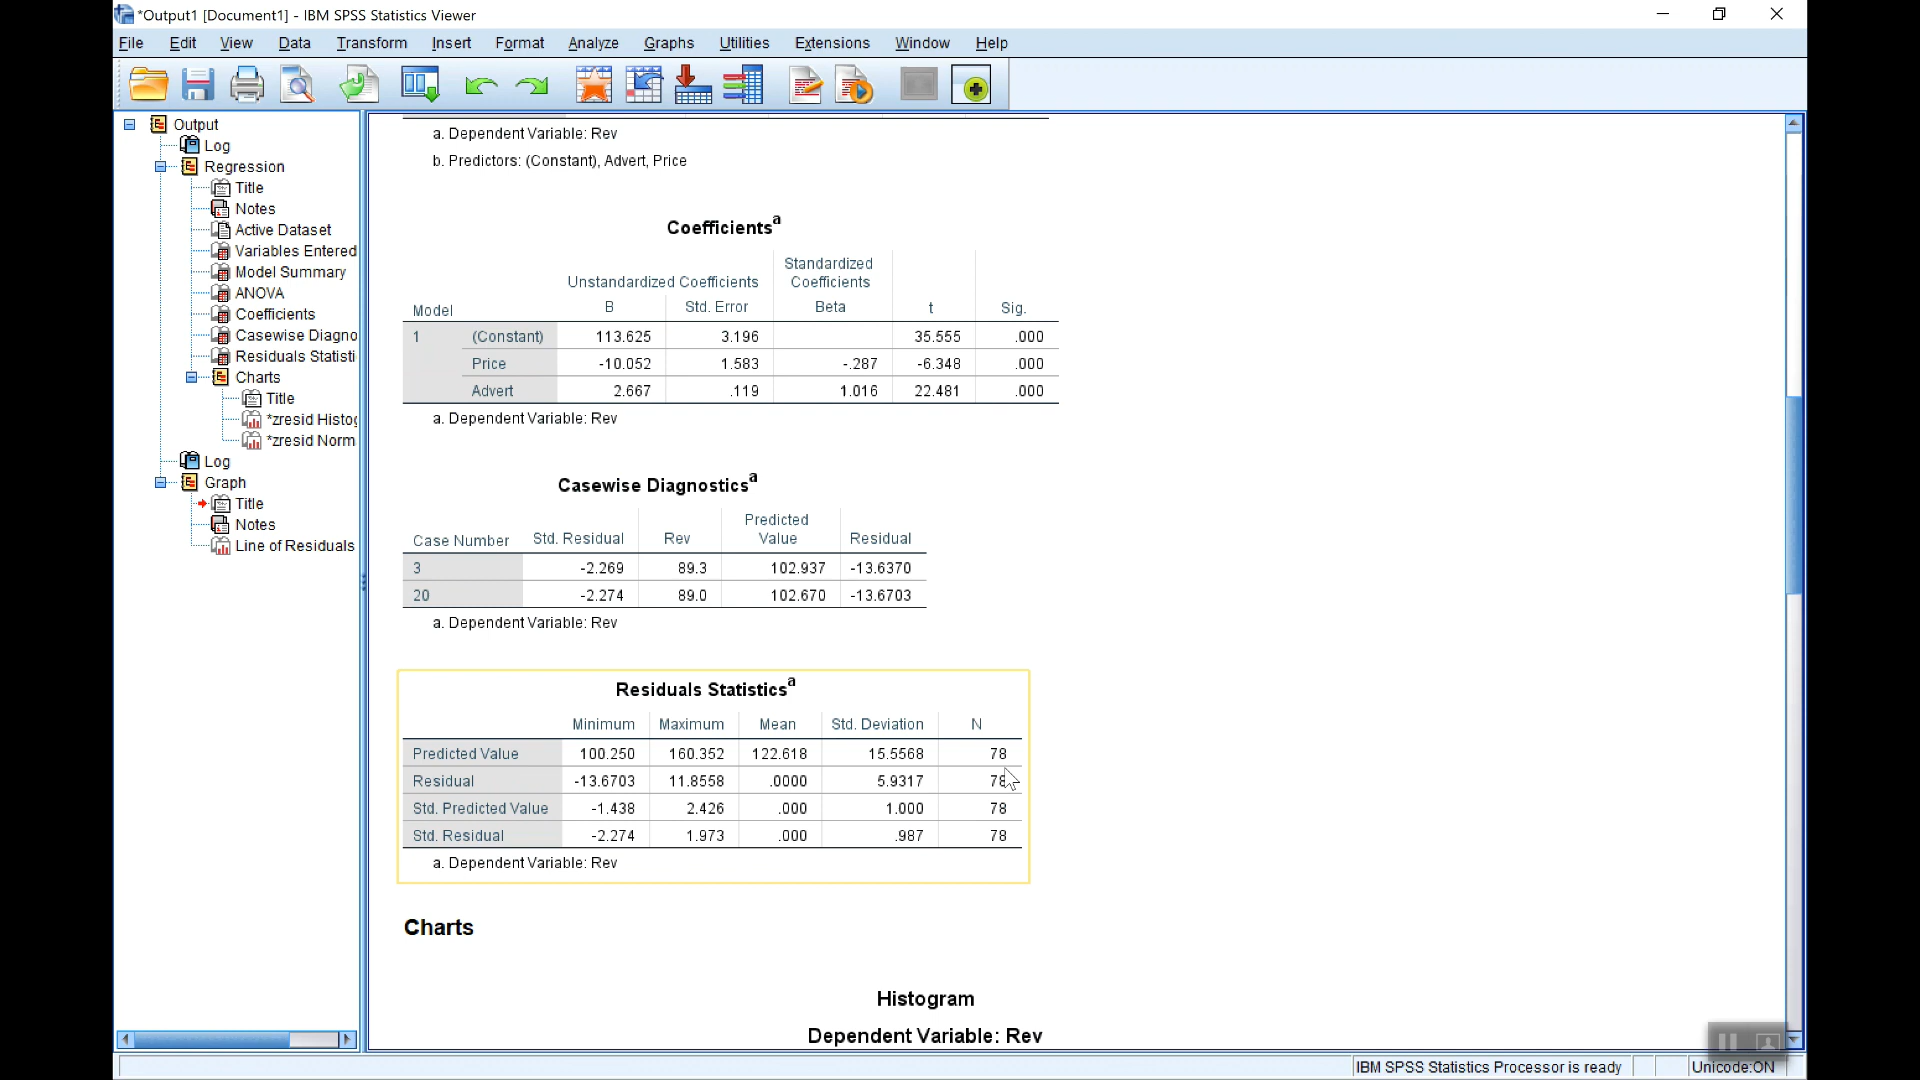 *Output1 [Document1] - IBM SPSS Statistics Viewer
File Edit View Data Transform Insert Format Analyze Graphs Utilities Extensions Window Help
Output
Log
Regression
Title
Notes
Active Dataset
Variables Entered
Model Summary
ANOVA
Coefficients
Casewise Diagno
Residuals Statisti
Charts
Title
*zresid Histog
*zresid Norm
Log
Graph
Title
Notes
Line of Residuals
a. Dependent Variable: Rev
b. Predictors: (Constant), Advert, Price
Coefficientsa
Standardized
Unstandardized Coefficients Coefficients
Model B Std. Error Beta t Sig.
1 (Constant) 113.625 3.196 35.555 .000
Price -10.052 1.583 -.287 -6.348 .000
Advert 2.667 .119 1.016 22.481 .000
a. Dependent Variable: Rev
Casewise Diagnosticsa
Predicted
Case Number Std. Residual Rev Value Residual
3 -2.269 89.3 102.937 -13.6370
20 -2.274 89.0 102.670 -13.6703
a. Dependent Variable: Rev
Residuals Statisticsa
Minimum Maximum Mean Std. Deviation N
Predicted Value 100.250 160.352 122.618 15.5568 78
Residual -13.6703 11.8558 .0000 5.9317 78
Std. Predicted Value -1.438 2.426 .000 1.000 78
Std. Residual -2.274 1.973 .000 .987 78
a. Dependent Variable: Rev
Charts
Histogram
Dependent Variable: Rev
IBM SPSS Statistics Processor is ready Unicode:ON